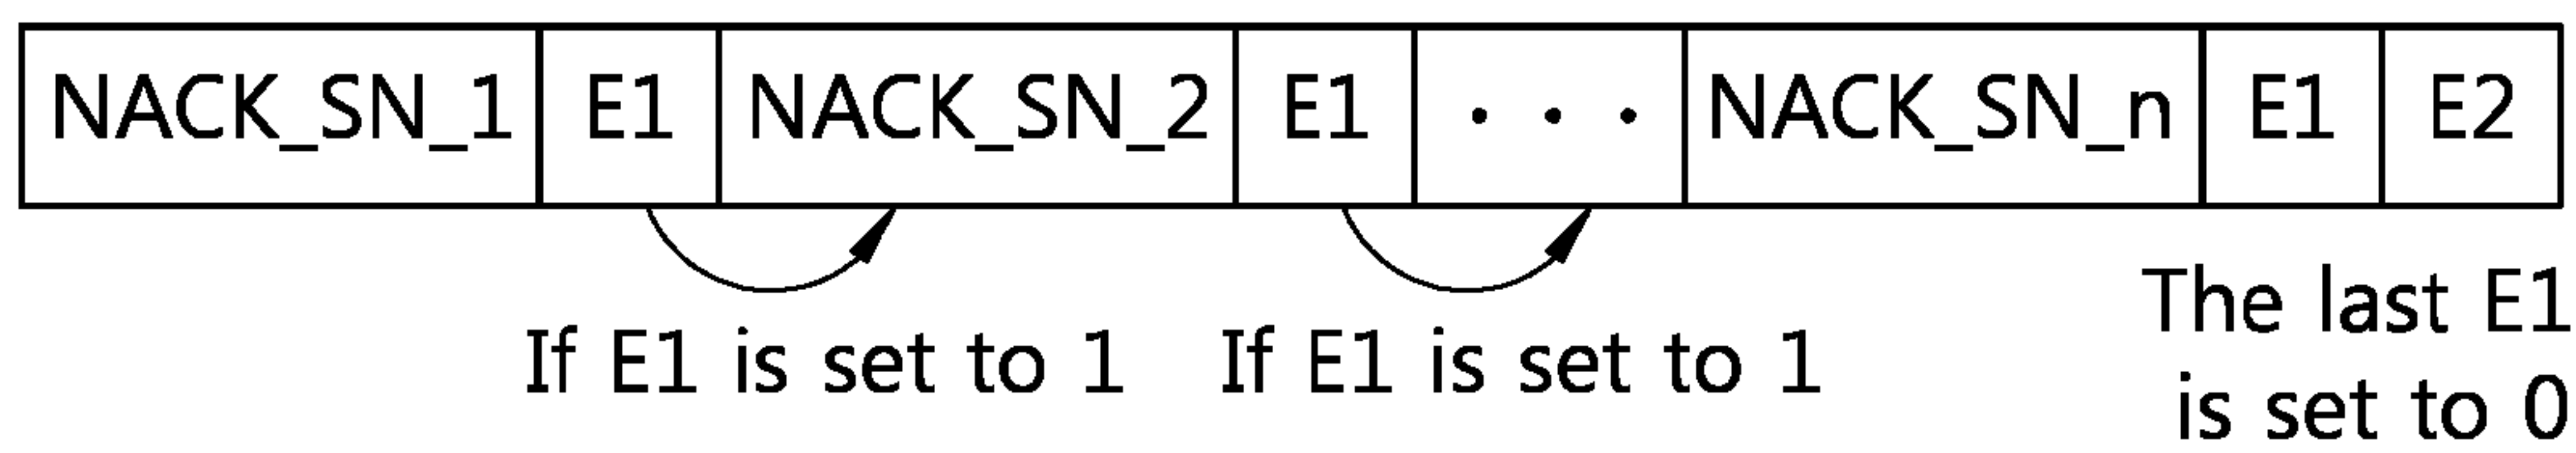 NACK_SN_1 E1 NACK_SN_2 E1 • • • NACK_SN_n E1 E2
If E1 is set to 1 If E1 is set to 1
The last E1
is set to 0